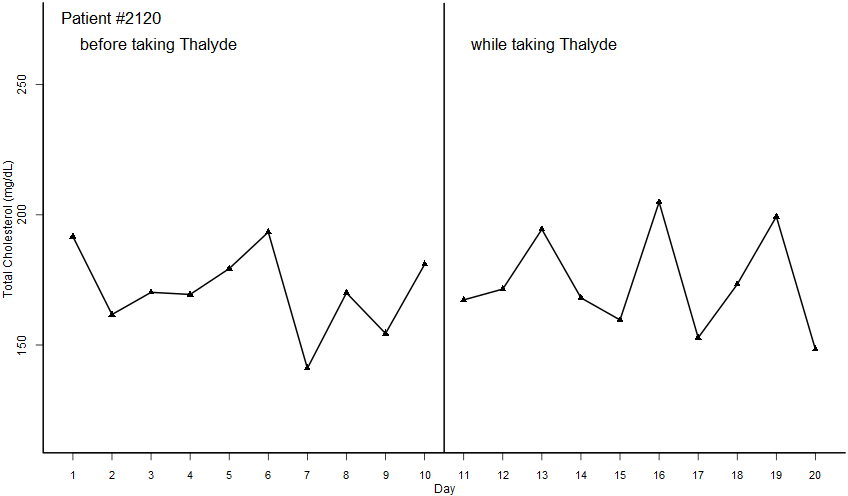 Patient #2120
before taking Thalyde
while taking Thalyde
250
200
150
Total Cholesterol (mg/dL)
1 2 3 4 5 6 7 8 9 10 11 12 13 14 15 16 17 18 19 20
Day